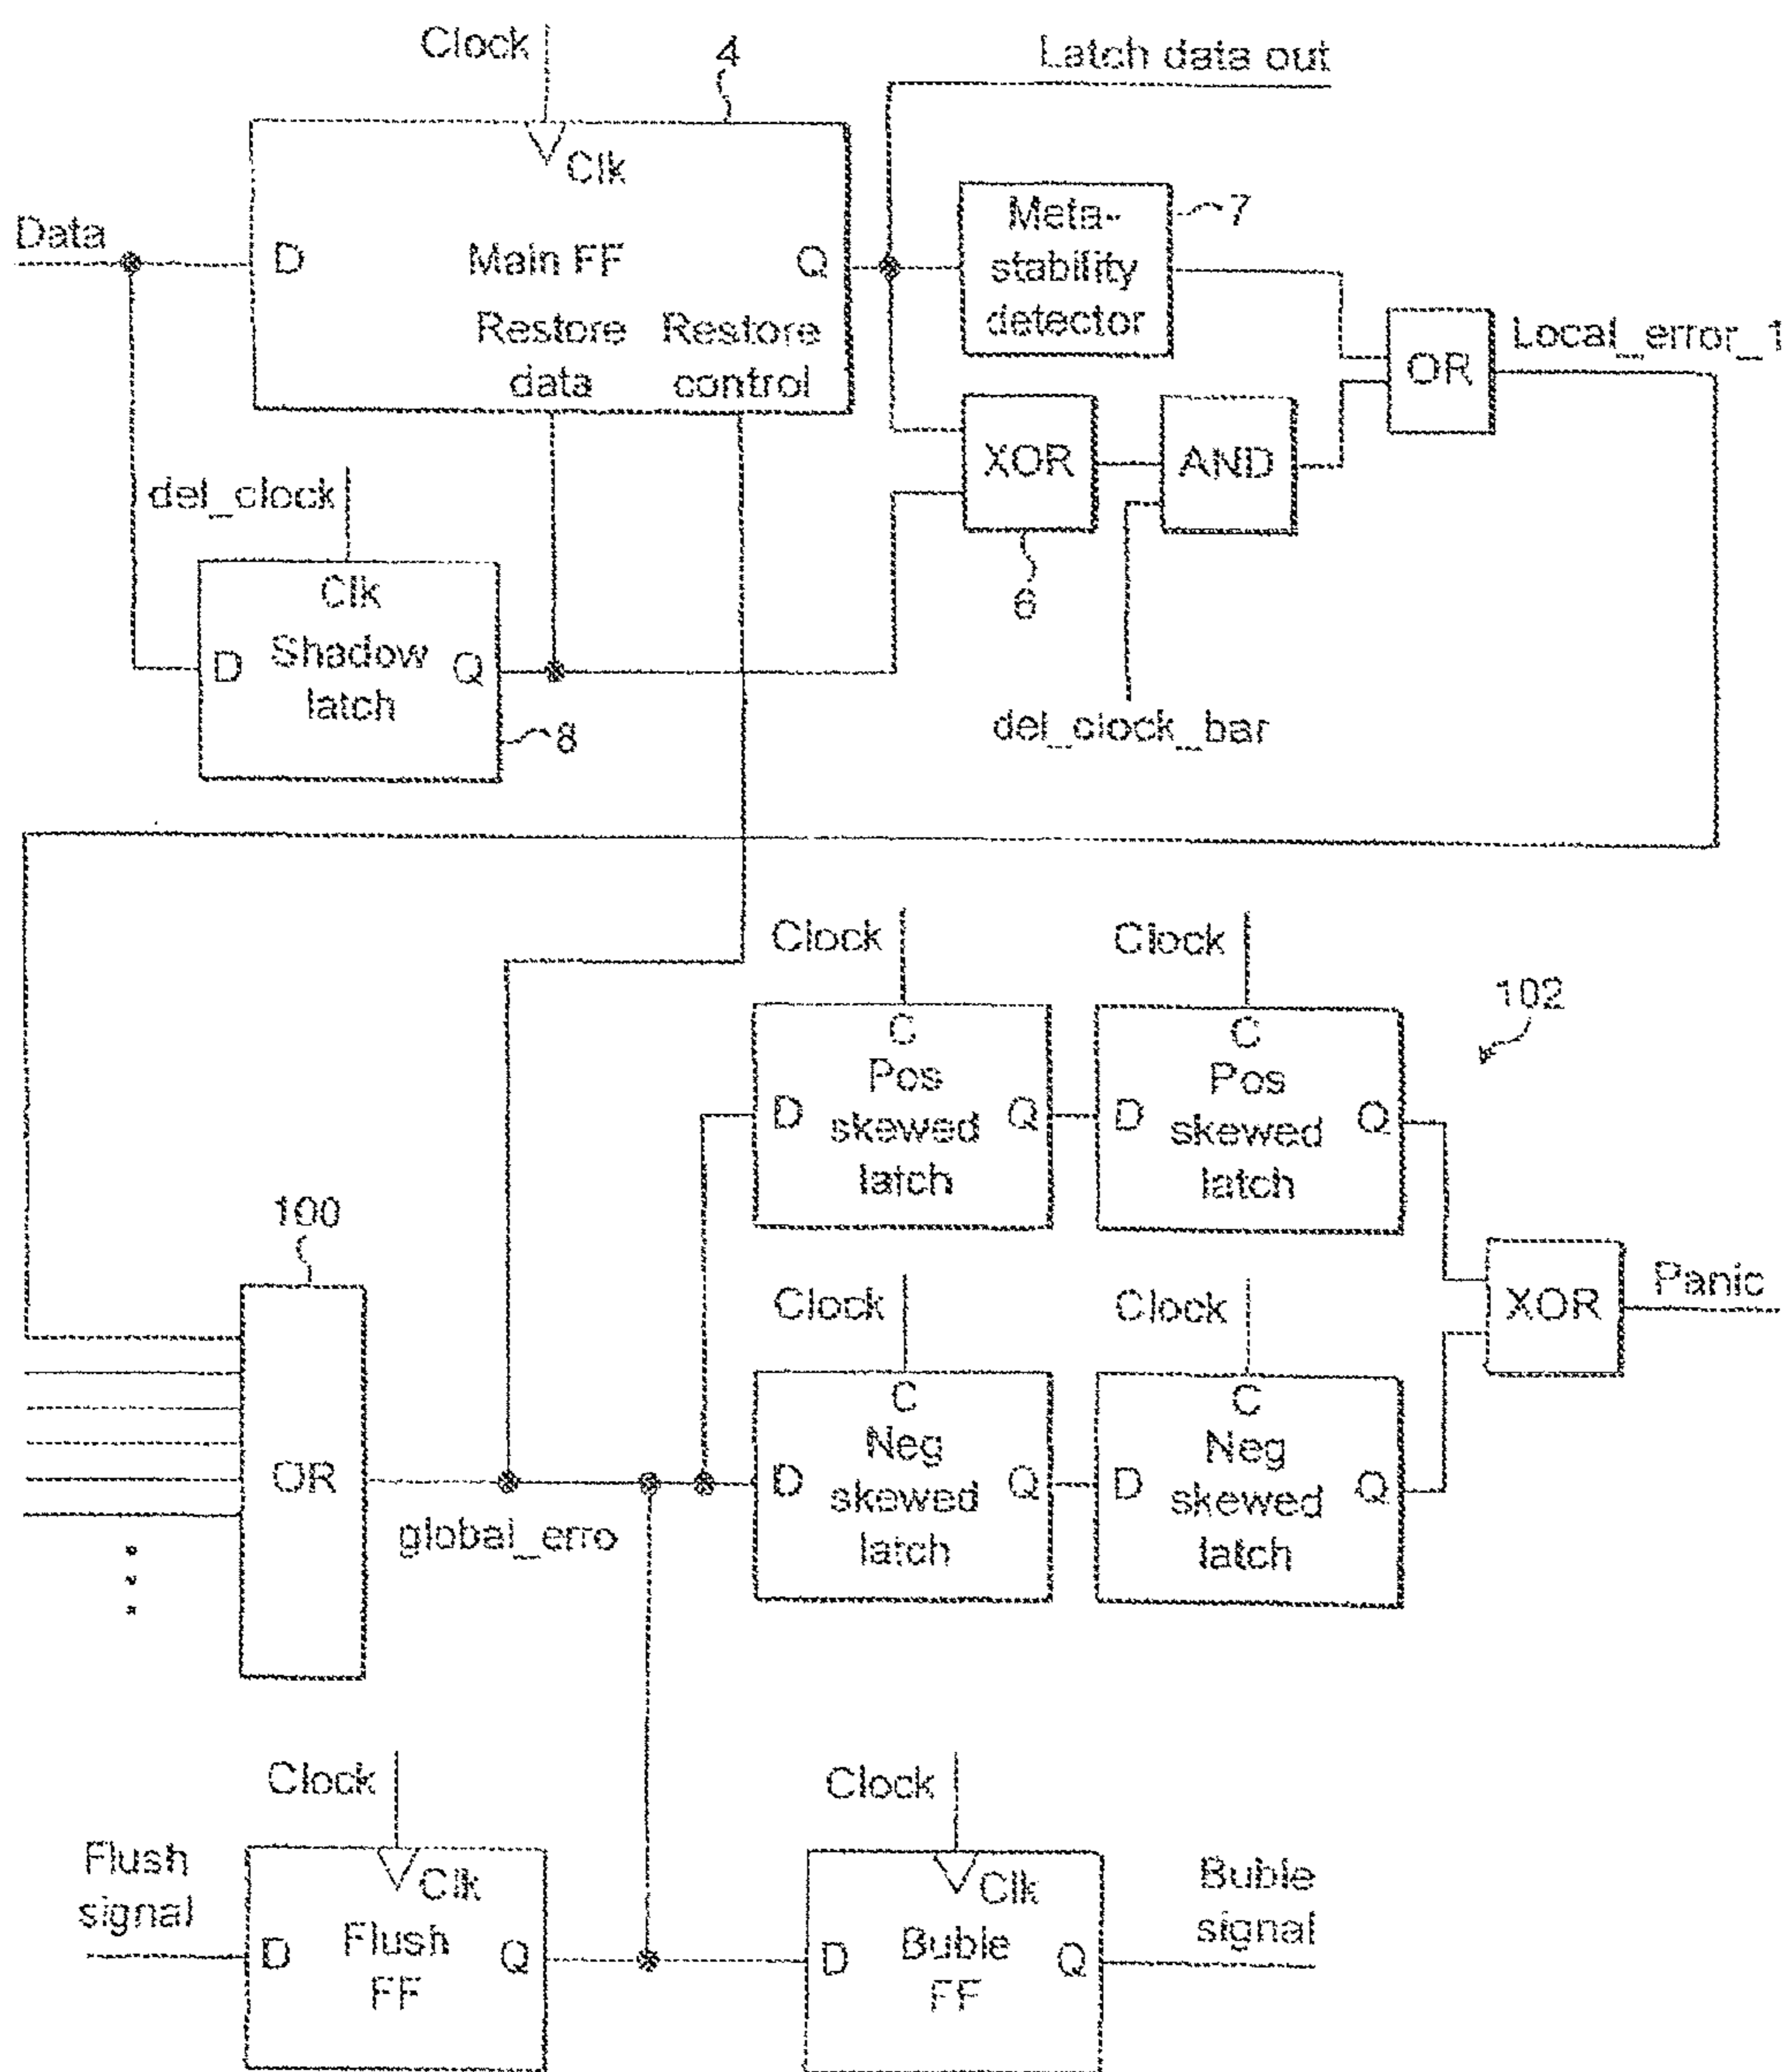 Clock
4
Latch data out
Clk
Data
D
Main FF
Q
Restore
data
Restore
control
Meta-
stability
detector
7
OR
Local_error_1
XOR
AND
6
del_clock_bar
del_clock
Clk
D
Shadow
latch
Q
8
Clock
Clock
102
C
D
Pos
skewed
latch
Q
C
D
Pos
skewed
latch
Q
100
OR
global_erro
Clock
Clock
C
D
Neg
skewed
latch
Q
C
D
Neg
skewed
latch
Q
XOR
Panic
Clock
Clock
Flush
signal
Clk
D
Flush
FF
Q
Clk
D
Buble
FF
Q
Buble
signal